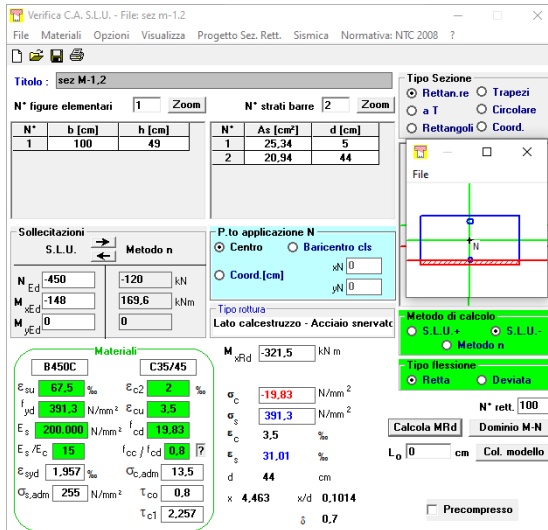 Verifica C.A. S.L.U. - File: sez m-1.2
File Materiali Opzioni Visualizza Progetto Sez. Rett. Sismica Normativa: NTC 2008 ?
Titolo : sez M-1,2
Tipo Sezione
Rettan.re Trapezi
a T Circolare
Rettangoli Coord.
N° figure elementari 1 Zoom N° strati barre 2 Zoom
N° b [cm] h [cm]
1 100 49
N° As [cm²] d [cm]
1 25,34 5
2 20,94 44
File
N
Sollecitazioni
S.L.U. Metodo n
N Ed -450 -120 kN
M xEd -148 169,6 kNm
M yEd 0 0
P.to applicazione N
Centro Baricentro cls
Coord.[cm] xN 0
yN 0
Tipo rottura
Lato calcestruzzo - Acciaio snervato
Metodo di calcolo
S.L.U.+ S.L.U.-
Metodo n
Tipo flessione
Retta Deviata
N° rett. 100
Calcola MRd Dominio M-N
L₀ 0 cm Col. modello
Precompresso
Materiali
B450C C35/45
εsu 67,5 ‰ εc2 2 ‰
fyd 391,3 N/mm² εcu 3,5
Es 200.000 N/mm² fcd 19,83
Es/Ec 15 fcc / fcd 0,8 ?
εsyd 1,957 ‰ σc,adm 13,5
σs,adm 255 N/mm² τco 0,8
τc1 2,257
M xRd -321,5 kN m
σc -19,83 N/mm²
σs 391,3 N/mm²
εc 3,5 ‰
εs 31,01 ‰
d 44 cm
x 4,463 x/d 0,1014
δ 0,7